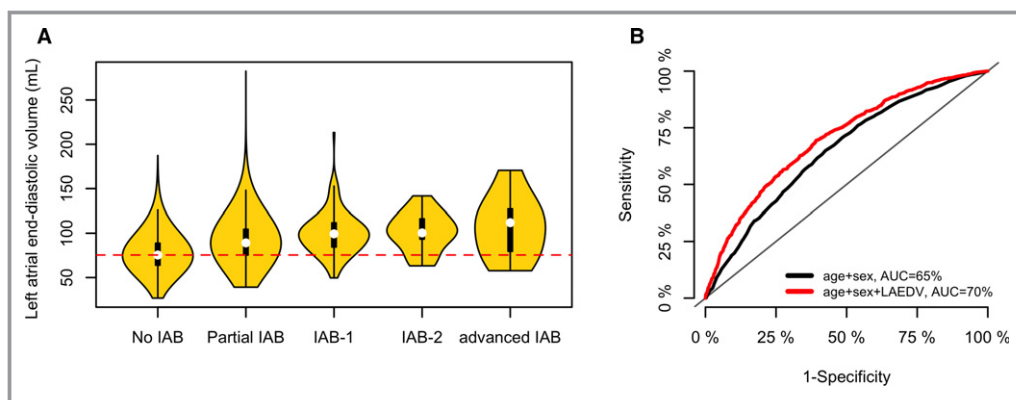 A
Left atrial end-diastolic volume (mL)
250
200
150
100
50
No IAB
Partial IAB
IAB-1
IAB-2
advanced IAB
B
Sensitivity
100 %
75 %
50 %
25 %
0 %
age+sex, AUC=65%
age+sex+LAEDV, AUC=70%
0 %
25 %
50 %
75 %
100 %
1-Specificity